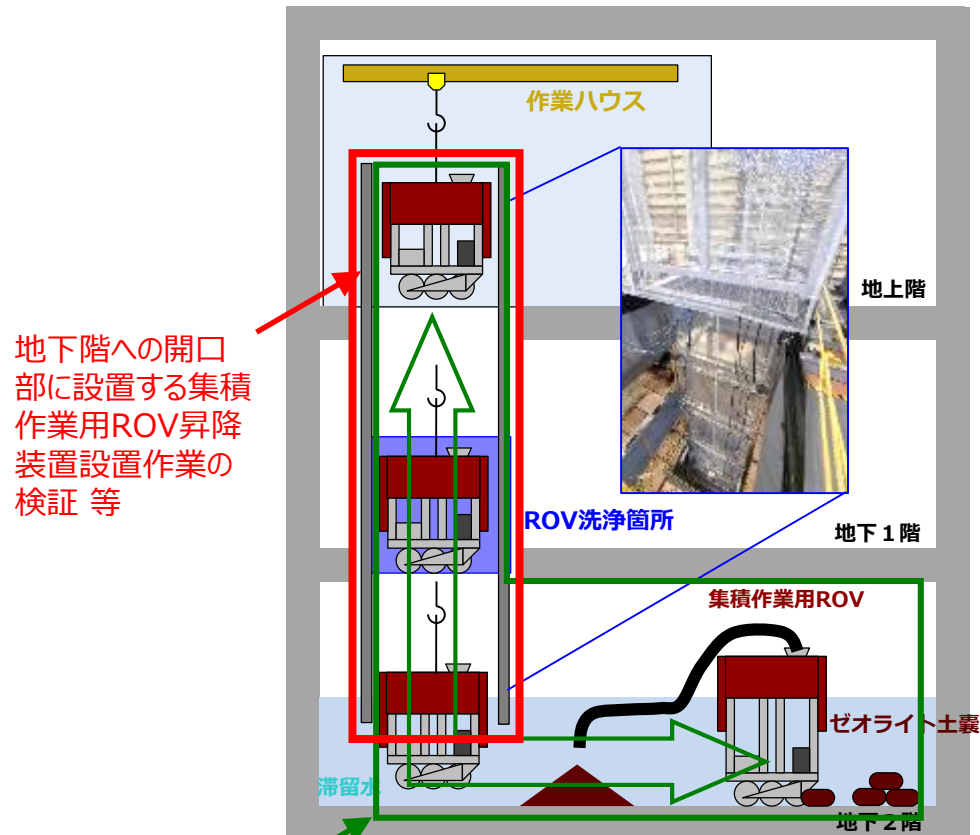 作業ハウス
地上階
地下階への開口
部に設置する集積
作業用ROV昇降
装置設置作業の
検証 等
ROV洗浄箇所
地下１階
集積作業用ROV
ゼオライト土嚢
滞留水
地下２階